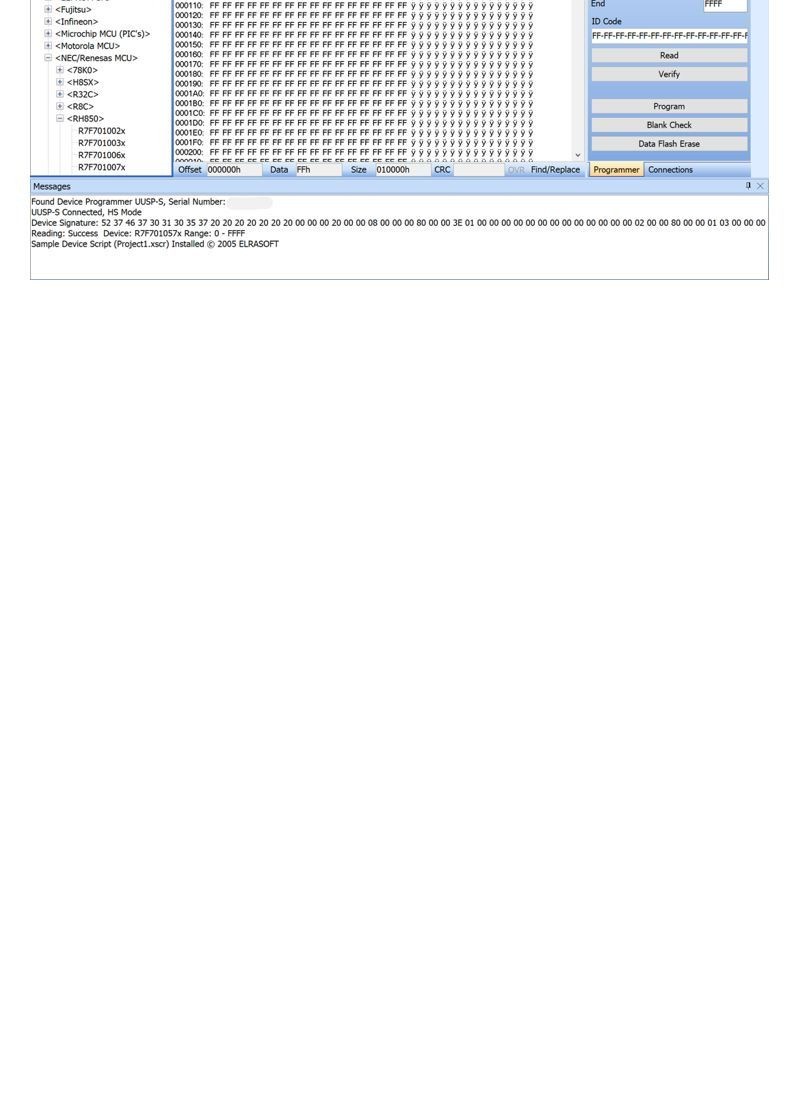 <Fujitsu>
<Infineon>
<Microchip MCU (PIC's)>
<Motorola MCU>
<NEC/Renesas MCU>
<78K0>
<H8SX>
<R32C>
<R8C>
<RH850>
R7F701002x
R7F701003x
R7F701006x
R7F701007x
000110: FF FF FF FF FF FF FF FF FF FF FF FF FF FF FF FF ÿ ÿ ÿ ÿ ÿ ÿ ÿ ÿ ÿ ÿ ÿ ÿ ÿ ÿ ÿ ÿ
000120: FF FF FF FF FF FF FF FF FF FF FF FF FF FF FF FF ÿ ÿ ÿ ÿ ÿ ÿ ÿ ÿ ÿ ÿ ÿ ÿ ÿ ÿ ÿ ÿ
000130: FF FF FF FF FF FF FF FF FF FF FF FF FF FF FF FF ÿ ÿ ÿ ÿ ÿ ÿ ÿ ÿ ÿ ÿ ÿ ÿ ÿ ÿ ÿ ÿ
000140: FF FF FF FF FF FF FF FF FF FF FF FF FF FF FF FF ÿ ÿ ÿ ÿ ÿ ÿ ÿ ÿ ÿ ÿ ÿ ÿ ÿ ÿ ÿ ÿ
000150: FF FF FF FF FF FF FF FF FF FF FF FF FF FF FF FF ÿ ÿ ÿ ÿ ÿ ÿ ÿ ÿ ÿ ÿ ÿ ÿ ÿ ÿ ÿ ÿ
000160: FF FF FF FF FF FF FF FF FF FF FF FF FF FF FF FF ÿ ÿ ÿ ÿ ÿ ÿ ÿ ÿ ÿ ÿ ÿ ÿ ÿ ÿ ÿ ÿ
000170: FF FF FF FF FF FF FF FF FF FF FF FF FF FF FF FF ÿ ÿ ÿ ÿ ÿ ÿ ÿ ÿ ÿ ÿ ÿ ÿ ÿ ÿ ÿ ÿ
000180: FF FF FF FF FF FF FF FF FF FF FF FF FF FF FF FF ÿ ÿ ÿ ÿ ÿ ÿ ÿ ÿ ÿ ÿ ÿ ÿ ÿ ÿ ÿ ÿ
000190: FF FF FF FF FF FF FF FF FF FF FF FF FF FF FF FF ÿ ÿ ÿ ÿ ÿ ÿ ÿ ÿ ÿ ÿ ÿ ÿ ÿ ÿ ÿ ÿ
0001A0: FF FF FF FF FF FF FF FF FF FF FF FF FF FF FF FF ÿ ÿ ÿ ÿ ÿ ÿ ÿ ÿ ÿ ÿ ÿ ÿ ÿ ÿ ÿ ÿ
0001B0: FF FF FF FF FF FF FF FF FF FF FF FF FF FF FF FF ÿ ÿ ÿ ÿ ÿ ÿ ÿ ÿ ÿ ÿ ÿ ÿ ÿ ÿ ÿ ÿ
0001C0: FF FF FF FF FF FF FF FF FF FF FF FF FF FF FF FF ÿ ÿ ÿ ÿ ÿ ÿ ÿ ÿ ÿ ÿ ÿ ÿ ÿ ÿ ÿ ÿ
0001D0: FF FF FF FF FF FF FF FF FF FF FF FF FF FF FF FF ÿ ÿ ÿ ÿ ÿ ÿ ÿ ÿ ÿ ÿ ÿ ÿ ÿ ÿ ÿ ÿ
0001E0: FF FF FF FF FF FF FF FF FF FF FF FF FF FF FF FF ÿ ÿ ÿ ÿ ÿ ÿ ÿ ÿ ÿ ÿ ÿ ÿ ÿ ÿ ÿ ÿ
0001F0: FF FF FF FF FF FF FF FF FF FF FF FF FF FF FF FF ÿ ÿ ÿ ÿ ÿ ÿ ÿ ÿ ÿ ÿ ÿ ÿ ÿ ÿ ÿ ÿ
000200: FF FF FF FF FF FF FF FF FF FF FF FF FF FF FF FF ÿ ÿ ÿ ÿ ÿ ÿ ÿ ÿ ÿ ÿ ÿ ÿ ÿ ÿ ÿ ÿ
Offset 000000h Data FFh Size 010000h CRC OVR Find/Replace
End FFFF
ID Code
FF-FF-FF-FF-FF-FF-FF-FF-FF-FF-FF-FF-FF-F
Read
Verify
Program
Blank Check
Data Flash Erase
Programmer Connections
Messages
Found Device Programmer UUSP-S, Serial Number:
UUSP-S Connected, HS Mode
Device Signature: 52 37 46 37 30 31 30 35 37 20 20 20 20 20 20 20 00 00 00 08 00 00 00 80 00 00 3E 01 00 00 00 00 00 00 00 00 00 00 00 00 00 02 00 00 80 00 00 01 03 00 00 00
Reading: Success Device: R7F701057x Range: 0 - FFFF
Sample Device Script (Project1.xscr) Installed © 2005 ELRASOFT